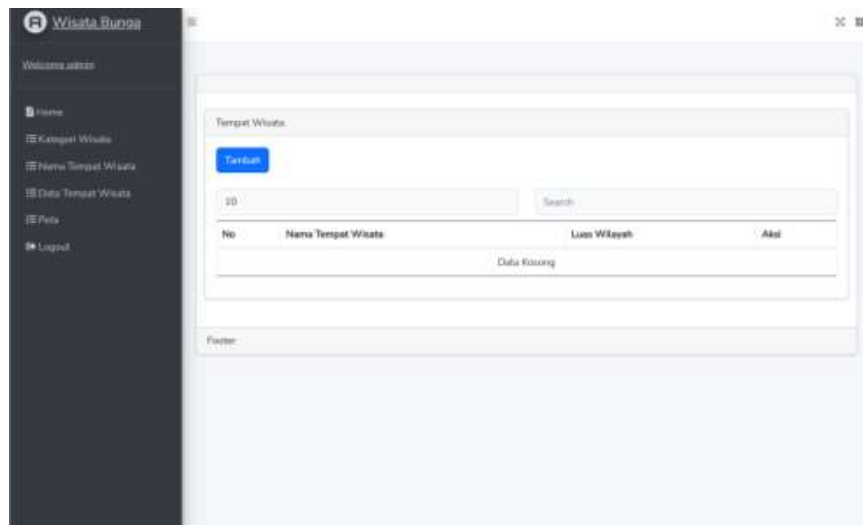 Wisata Bunga
Welcome admin
Home
Kategori Wisata
Nama Tempat Wisata
Data Tempat Wisata
Peta
Logout
Tempat Wisata
Tambah
10
Search
No Nama Tempat Wisata Luas Wilayah Aksi
Data Kosong
Footer